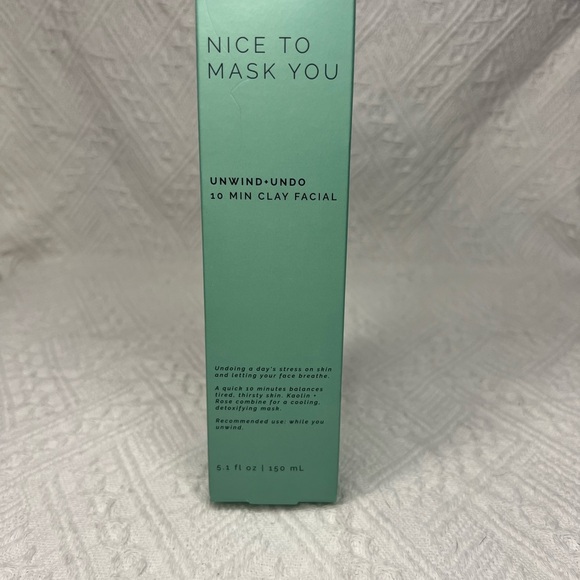 NICE TO
MASK YOU
UNWIND+UNDO
10 MIN CLAY FACIAL
Undoing a day's stress on skin
and letting your face breathe.
A quick 10 minutes balances
tired, thirsty skin. Kaolin +
Rose combine for a cooling,
detoxifying mask.
Recommended use: while you
unwind.
5.1 fl oz | 150 mL